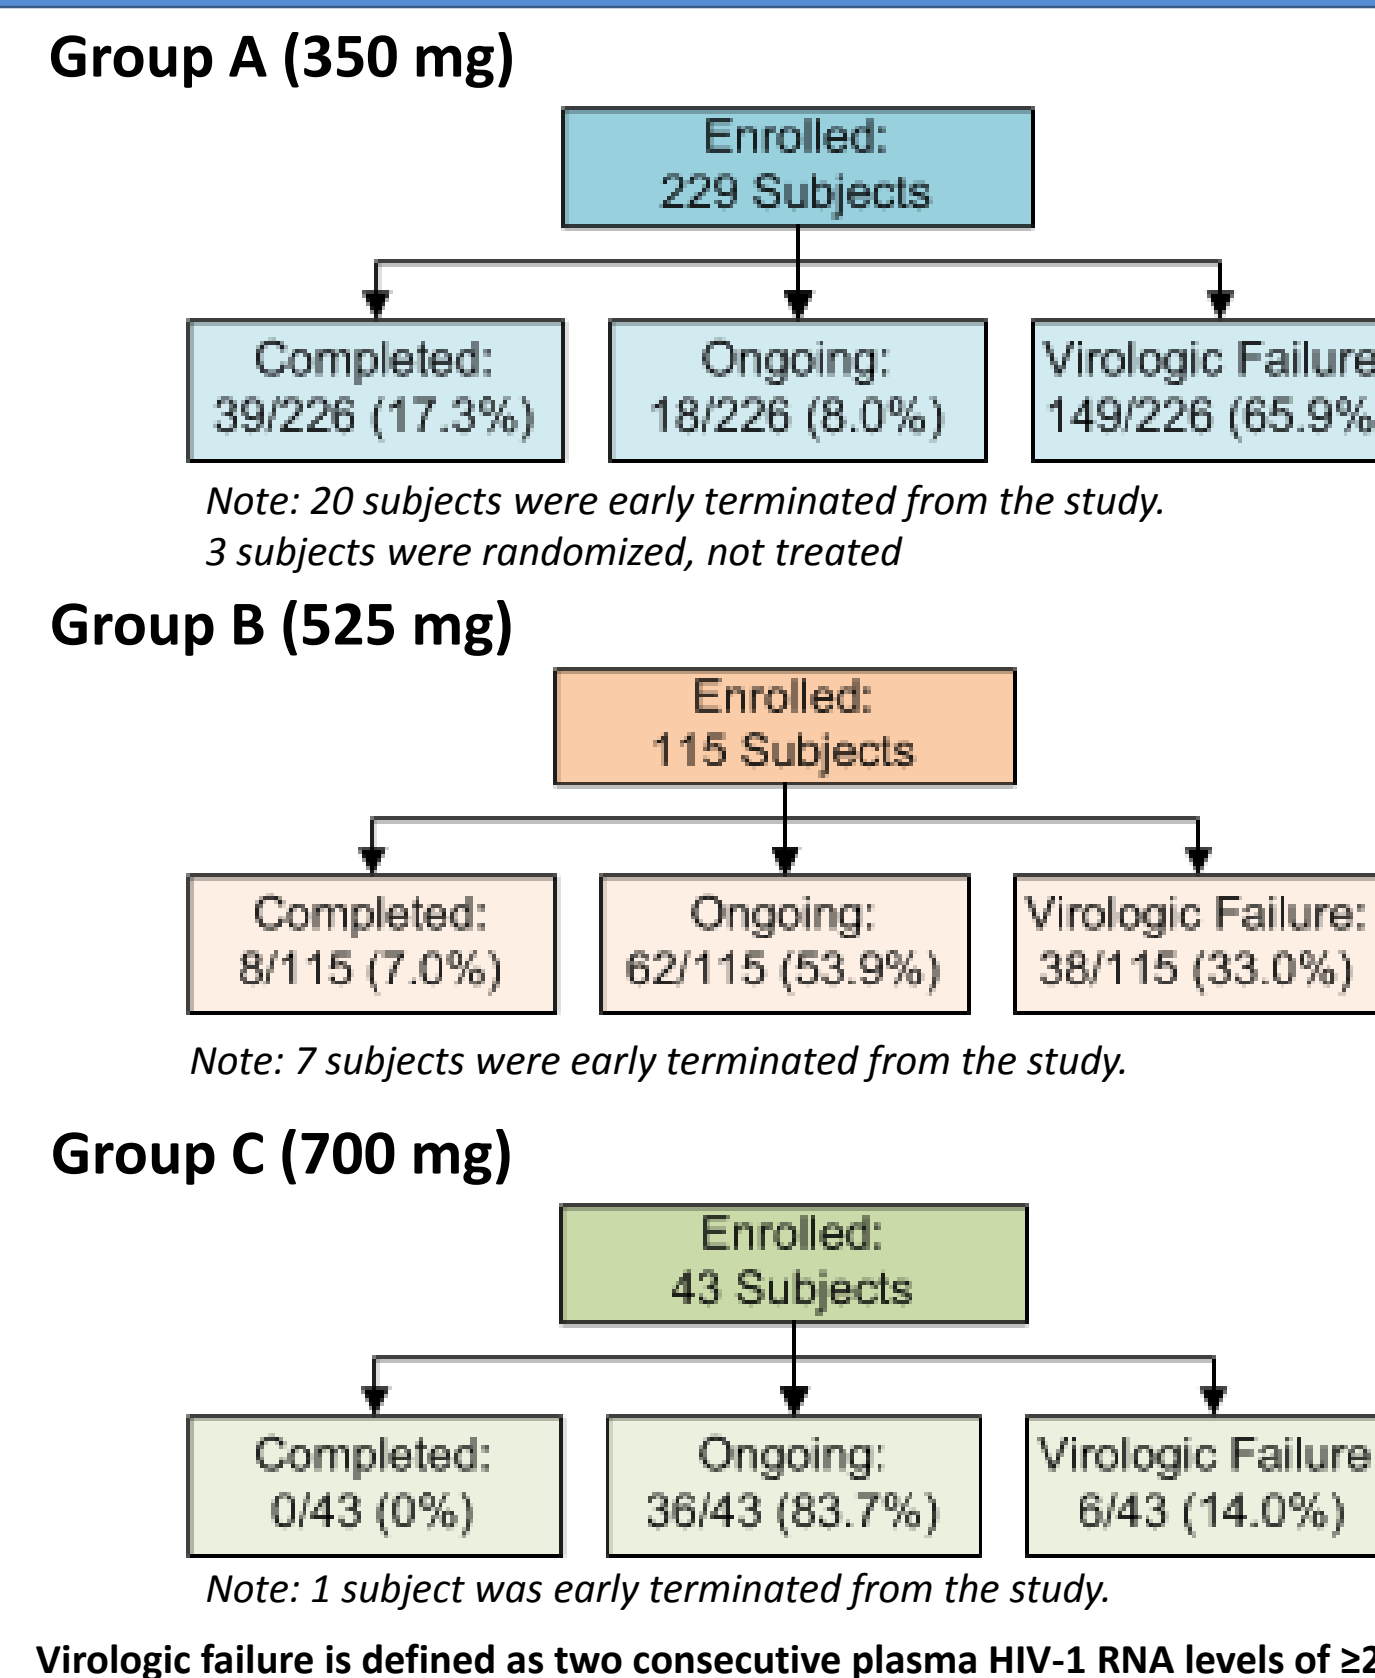 Group A (350 mg)
Enrolled:
229 Subjects
Completed:
39/226 (17.3%)
Ongoing:
18/226 (8.0%)
Virologic Failure
149/226 (65.9%
Note: 20 subjects were early terminated from the study.
3 subjects were randomized, not treated
Group B (525 mg)
Enrolled:
115 Subjects
Completed:
8/115 (7.0%)
Ongoing:
62/115 (53.9%)
Virologic Failure:
38/115 (33.0%)
Note: 7 subjects were early terminated from the study.
Group C (700 mg)
Enrolled:
43 Subjects
Completed:
0/43 (0%)
Ongoing:
36/43 (83.7%)
Virologic Failure
6/43 (14.0%)
Note: 1 subject was early terminated from the study.
Virologic failure is defined as two consecutive plasma HIV-1 RNA levels of ≥2